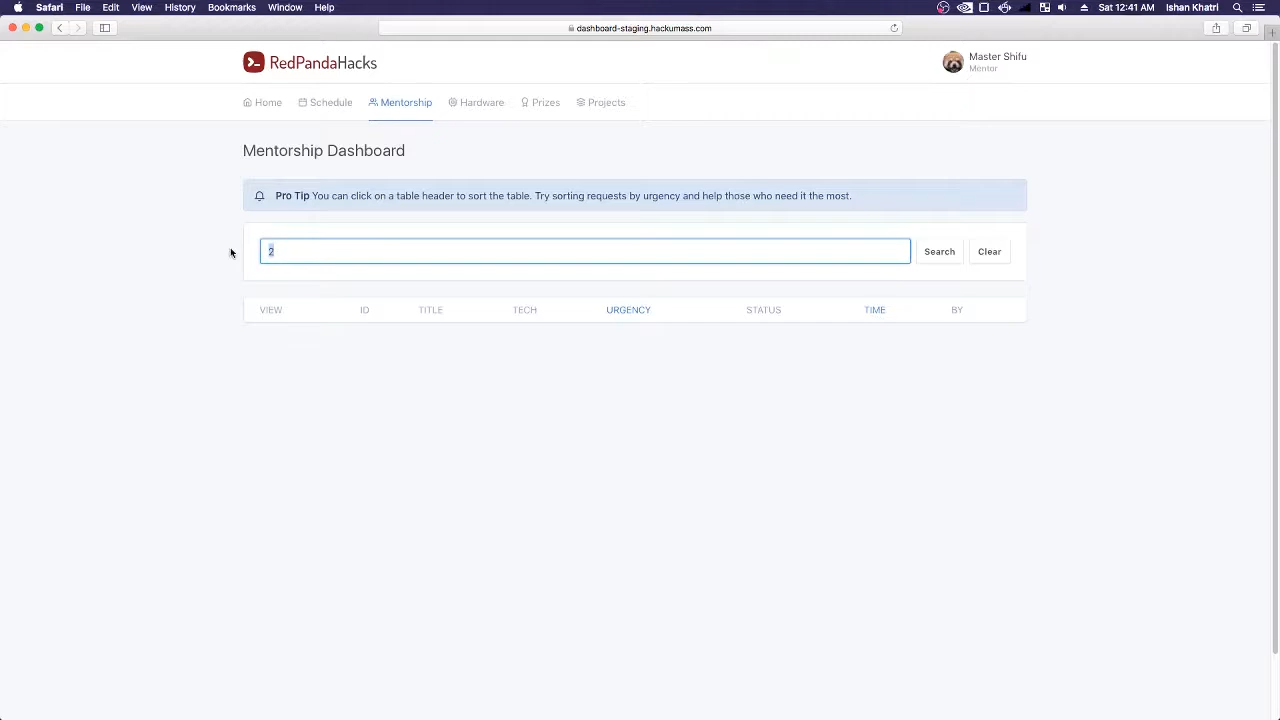 Safari File Edit View History Bookmarks Window Help Sat 12:41 AM Ishan Khatri
dashboard-staging.hackumass.com
RedPandaHacks
Master Shifu
Mentor
Home Schedule Mentorship Hardware Prizes Projects
Mentorship Dashboard
Pro Tip You can click on a table header to sort the table. Try sorting requests by urgency and help those who need it the most.
2 Search Clear
VIEW ID TITLE TECH URGENCY STATUS TIME BY